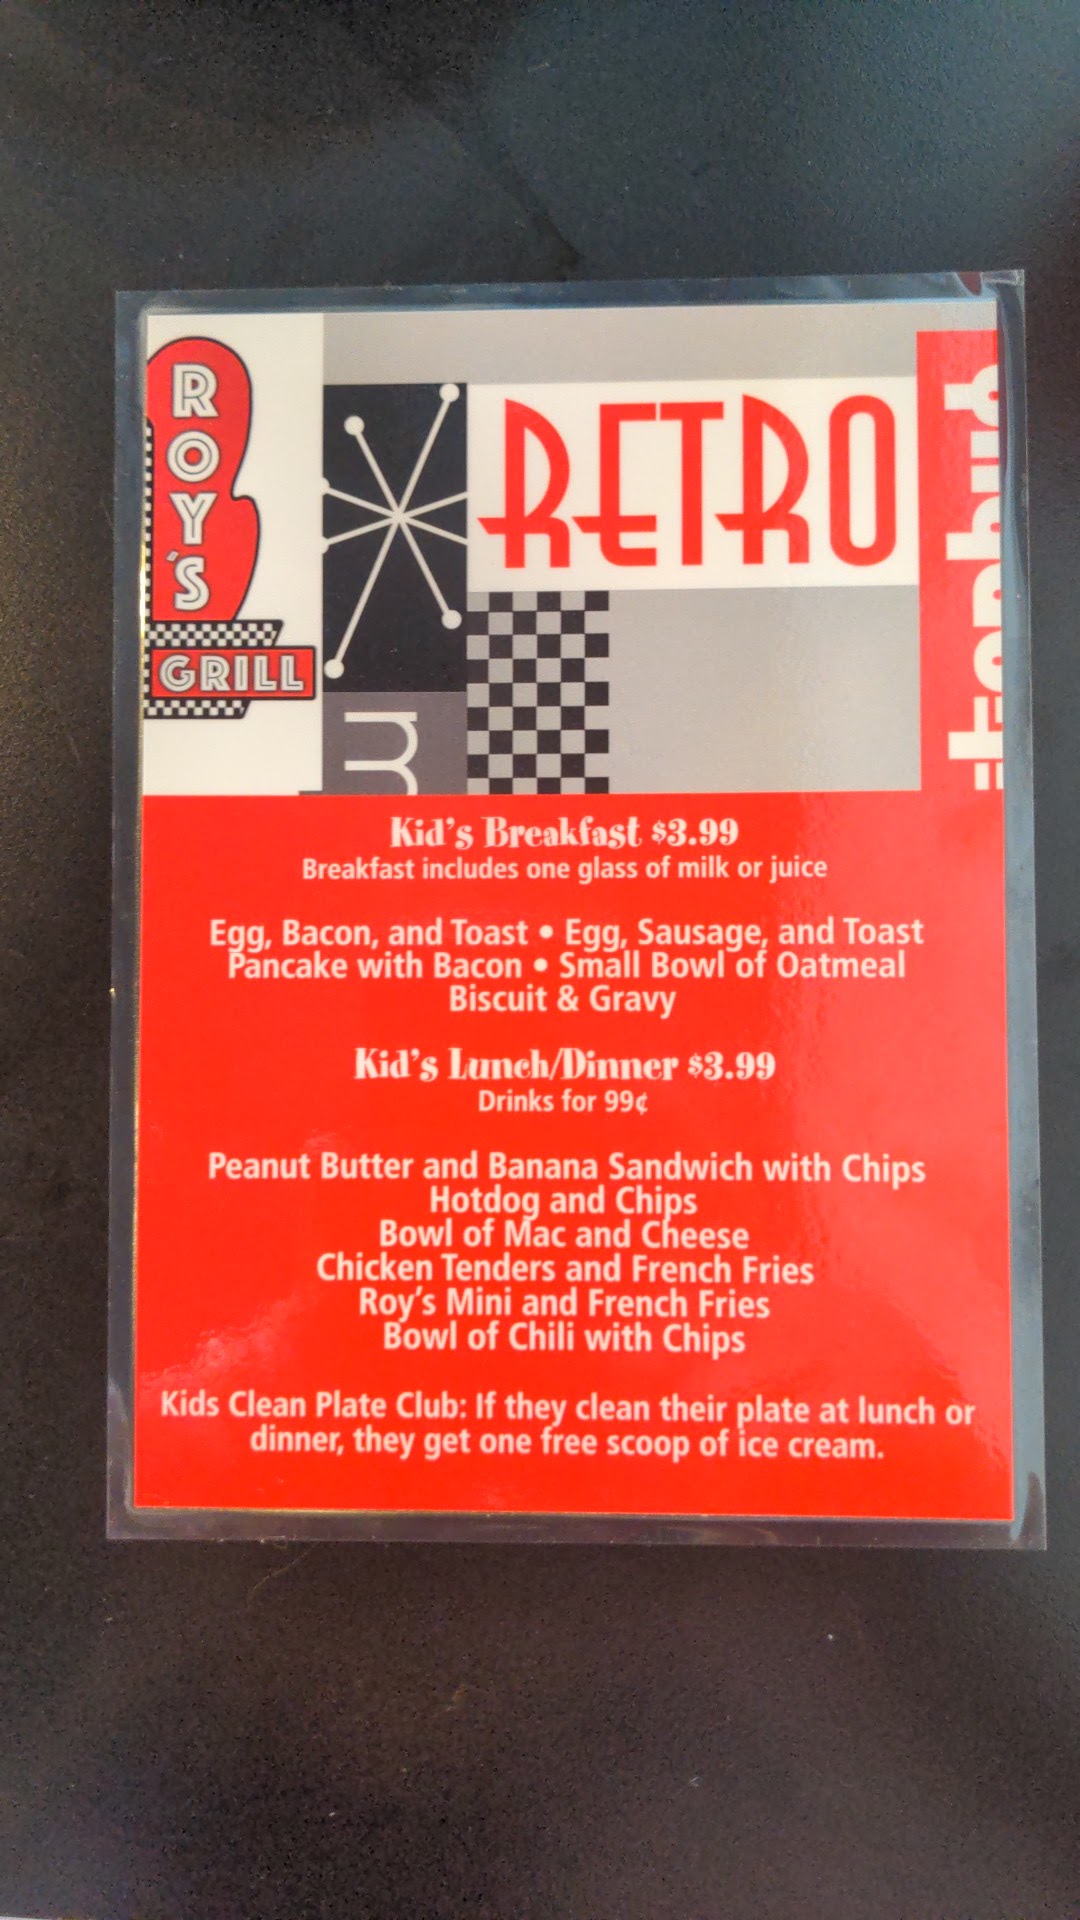 ROY'S
GRILL
RETRO
m
Kid's Breakfast $3.99
Breakfast includes one glass of milk or juice
Egg, Bacon, and Toast • Egg, Sausage, and Toast
Pancake with Bacon • Small Bowl of Oatmeal
Biscuit & Gravy
Kid's Lunch/Dinner $3.99
Drinks for 99¢
Peanut Butter and Banana Sandwich with Chips
Hotdog and Chips
Bowl of Mac and Cheese
Chicken Tenders and French Fries
Roy's Mini and French Fries
Bowl of Chili with Chips
Kids Clean Plate Club: If they clean their plate at lunch or
dinner, they get one free scoop of ice cream.